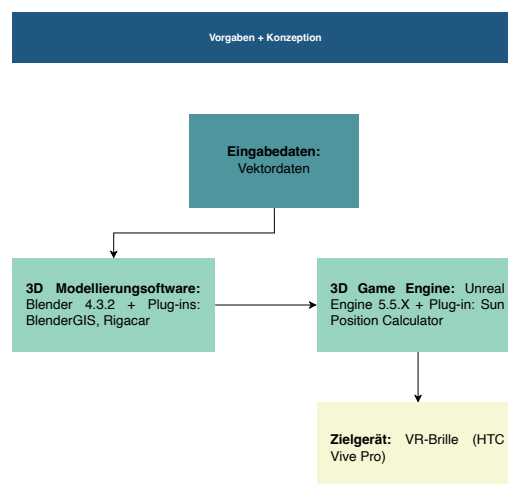 Vorgaben + Konzeption
Eingabedaten:
Vektordaten
3D Modellierungsoftware:
Blender 4.3.2 + Plug-ins:
BlenderGIS, Rigacar
3D Game Engine: Unreal
Engine 5.5.X + Plug-in: Sun
Position Calculator
Zielgerät: VR-Brille (HTC
Vive Pro)